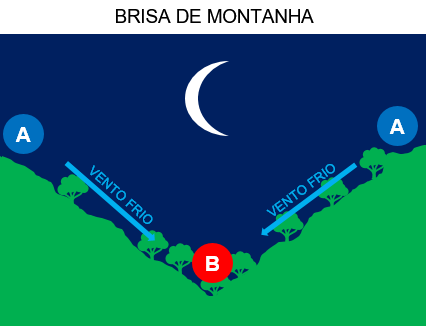 BRISA DE MONTANHA
A
A
VENTO FRIO
VENTO FRIO
B